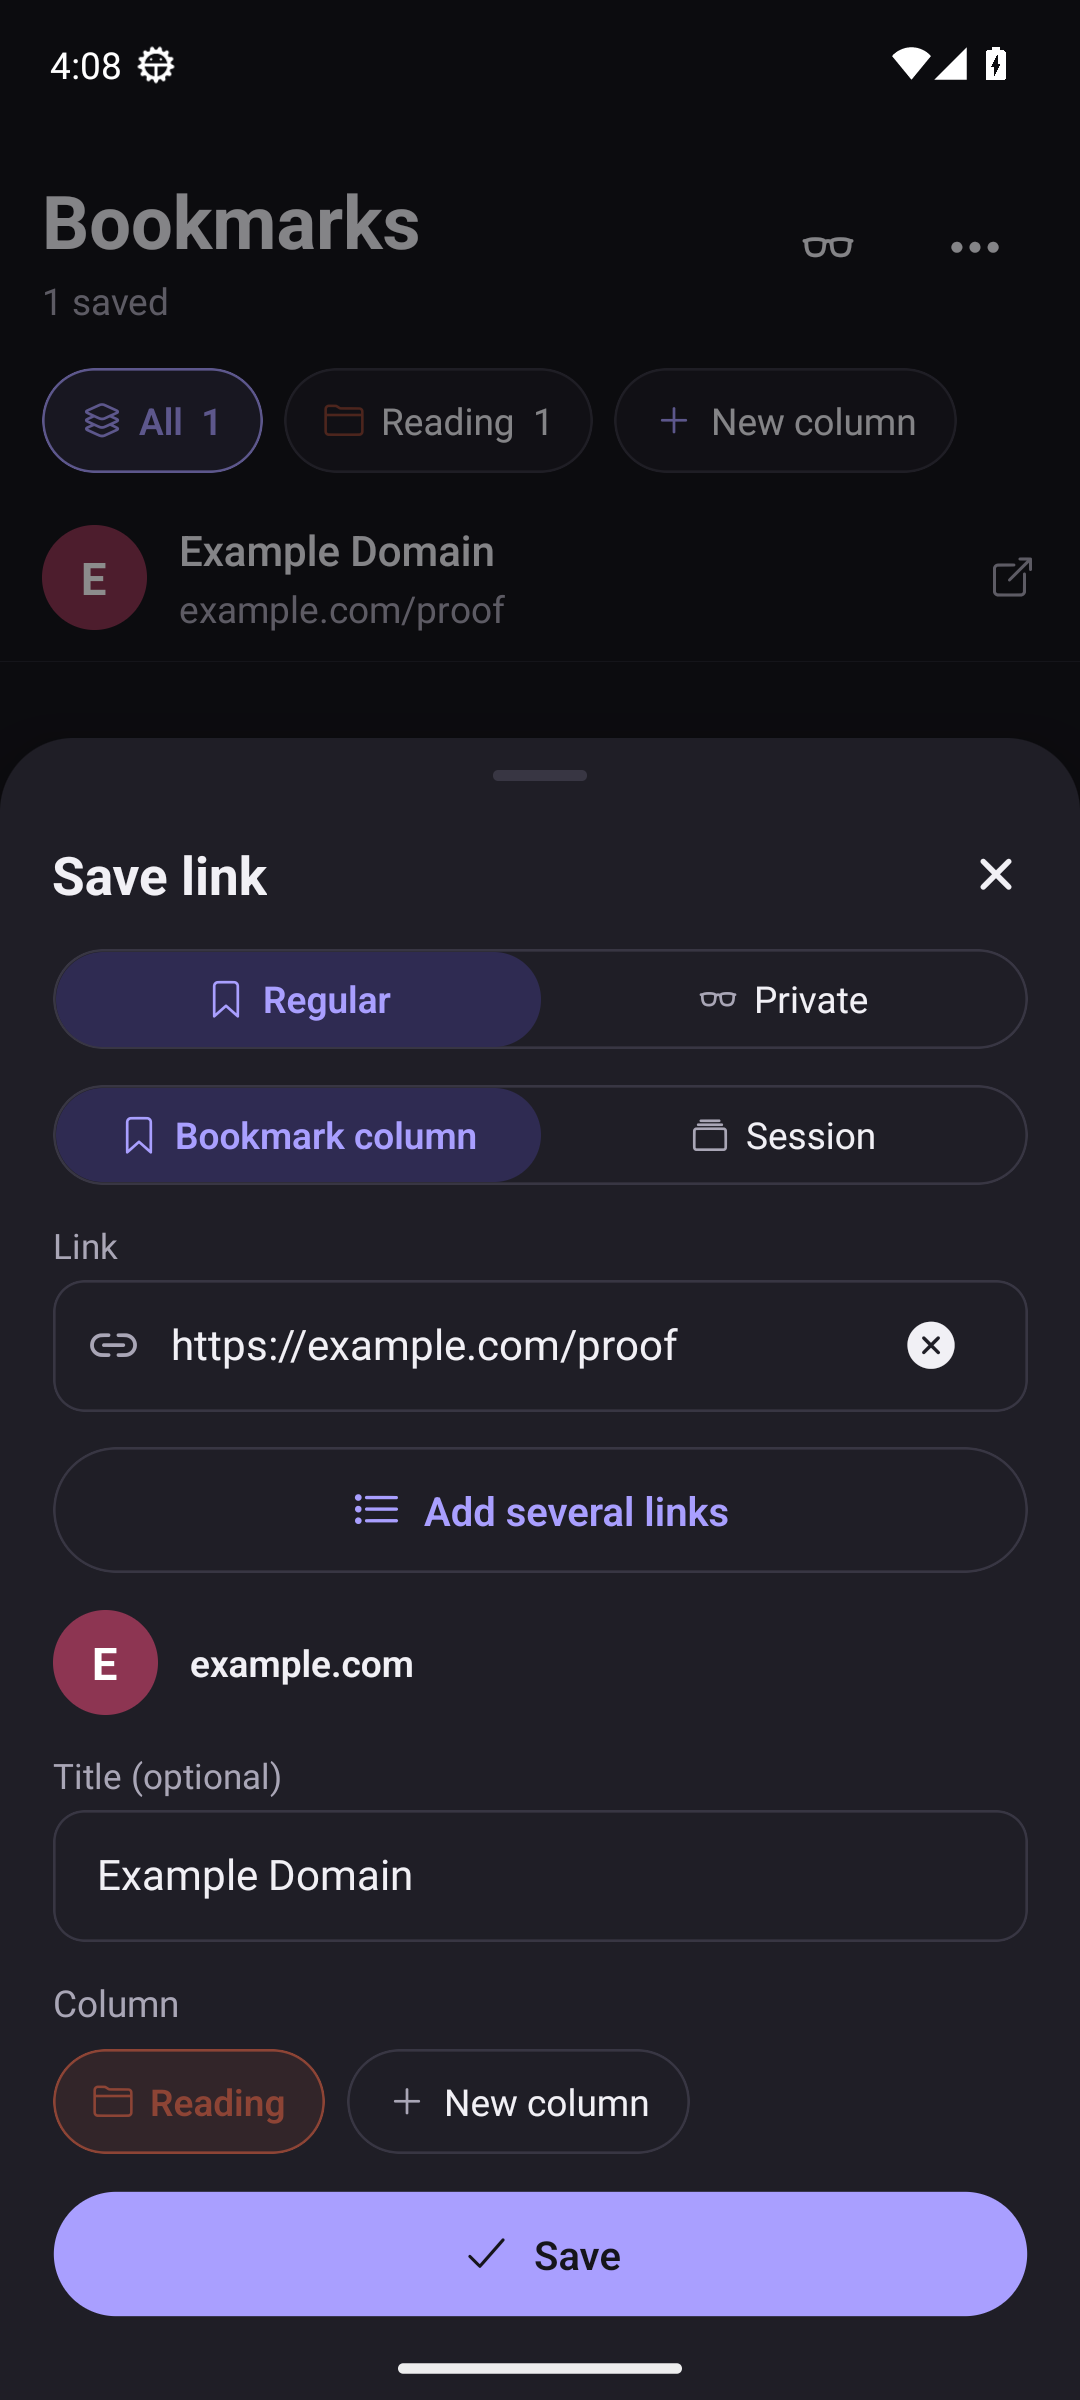 4:08
Bookmarks
1 saved
All 1
Reading 1
New column
E
Example Domain
example.com/proof
Save link
Regular
Private
Bookmark column
Session
Link
https://example.com/proof
Add several links
E
example.com
Title (optional)
Example Domain
Column
Reading
New column
Save